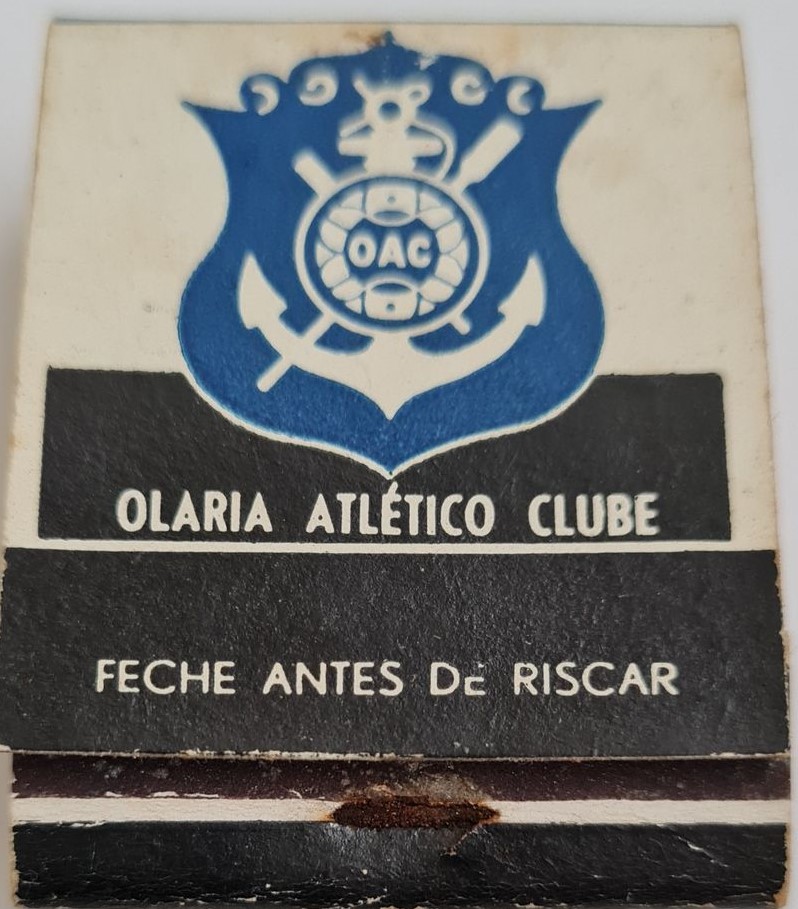 OAC
OLARIA ATLÉTICO CLUBE
FECHE ANTES DE RISCAR